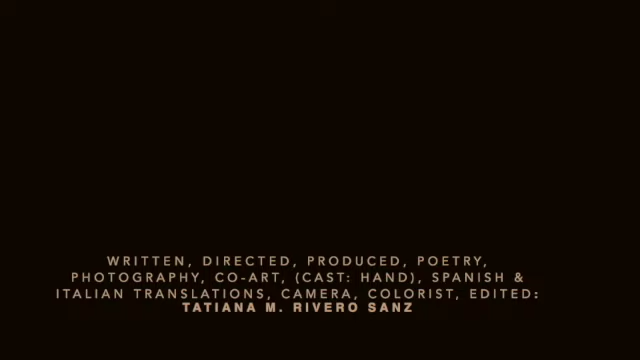 WRITTEN, DIRECTED, PRODUCED, POETRY,
PHOTOGRAPHY, CO-ART, (CAST: HAND), SPANISH &
ITALIAN TRANSLATIONS, CAMERA, COLORIST, EDITED:
TATIANA M. RIVERO SANZ